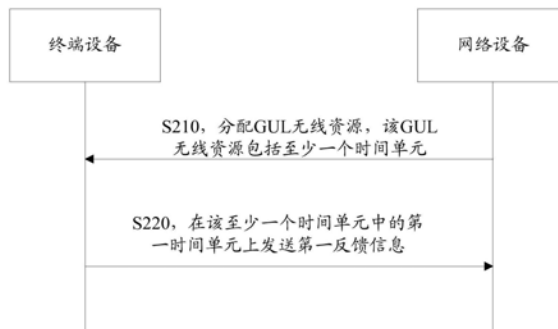 终端设备
网络设备
S210，分配GUL无线资源，该GUL
无线资源包括至少一个时间单元
S220，在该至少一个时间单元中的第
一时间单元上发送第一反馈信息